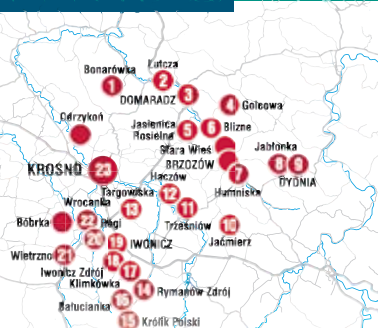 Lutcza
Bonarówka
2
1
3
DOMARADZ
4
Golcowa
Jasienica
Rosielna
5
6
Blizne
Odrzykoń
Stara Wieś
Jabłonka
BRZOZÓW
8
9
KROSNO
23
Haczów
7
DYDNIA
Targowiska
Humniska
Wrocanka
12
13
11
Bóbrka
22
Rogi
Trześniów
10
20
19
IWONICZ
Jaćmierz
Wietrzno
21
18
Iwonicz Zdrój
17
Klimkówka
14
Rymanów Zdrój
16
Bałucianka
15
Królik Polski